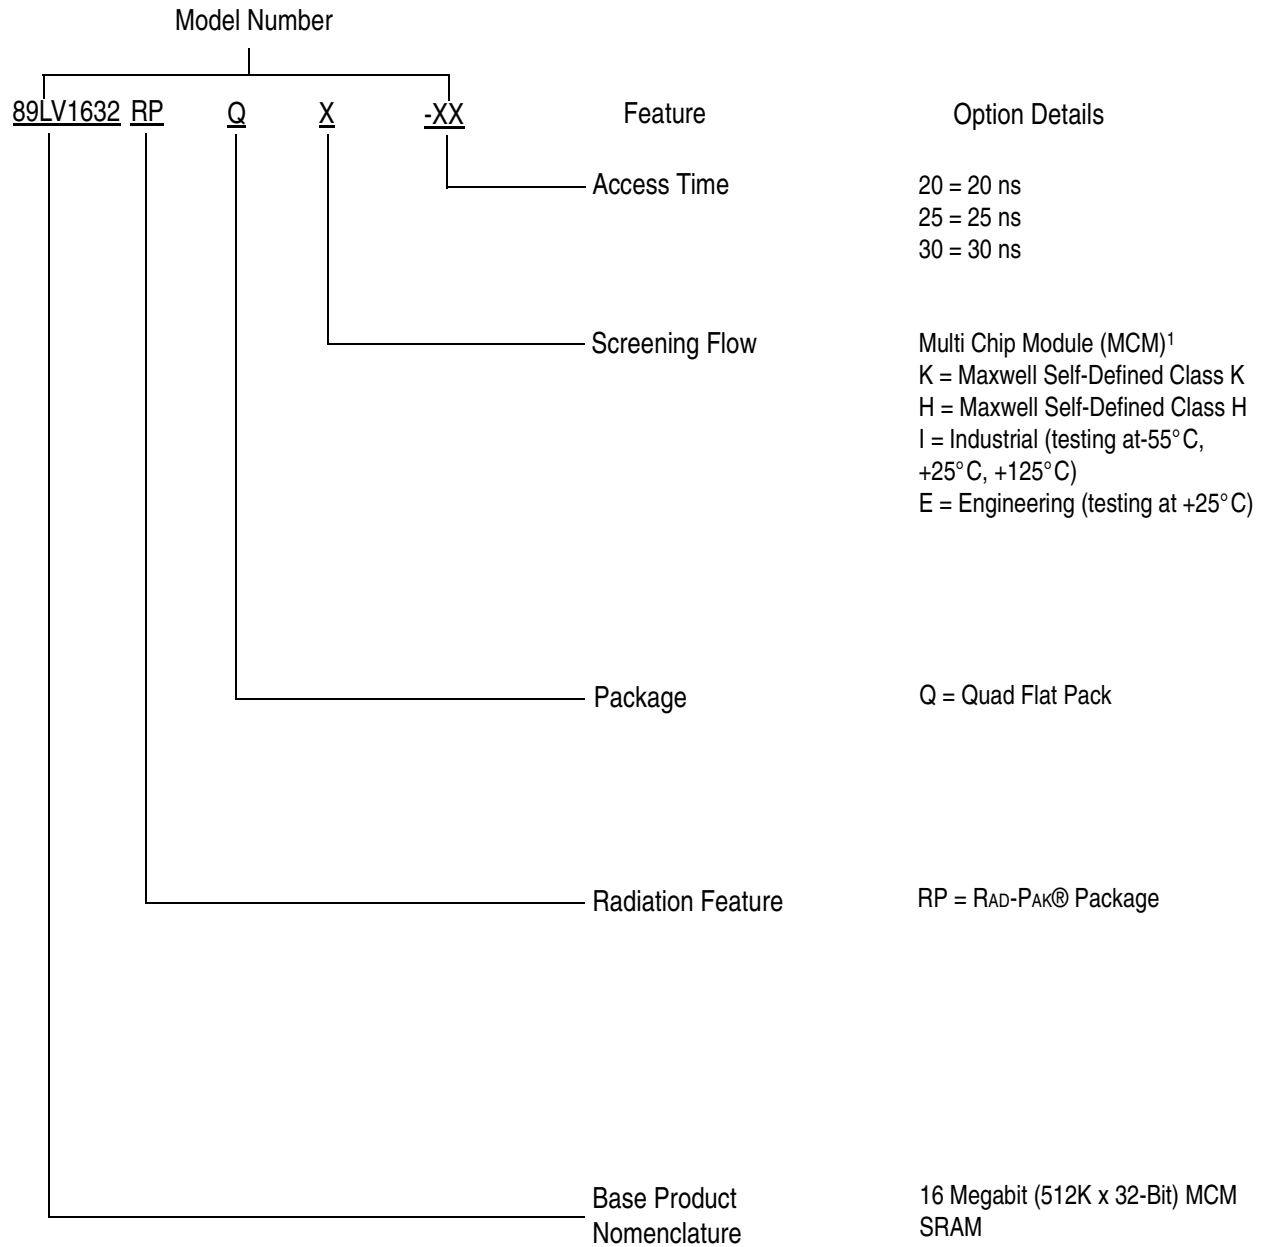 Model Number
89LV1632 RP Q X -XX Feature Option Details
Access Time 20 = 20 ns
25 = 25 ns
30 = 30 ns
Screening Flow Multi Chip Module (MCM)1
K = Maxwell Self-Defined Class K
H = Maxwell Self-Defined Class H
I = Industrial (testing at-55°C,
+25°C, +125°C)
E = Engineering (testing at +25°C)
Package Q = Quad Flat Pack
Radiation Feature RP = RAD-PAK® Package
Base Product 16 Megabit (512K x 32-Bit) MCM
Nomenclature SRAM